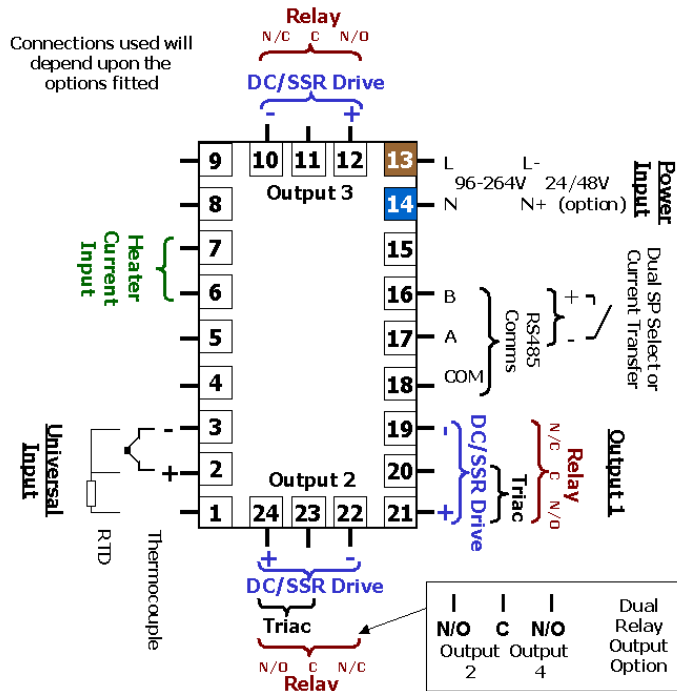 Connections used will
depend upon the
options fitted
Relay
N/C C N/O
DC/SSR Drive
- +
9 10 11 12 13
Output 3
8
14
7
15
6
16
5
17
4
18
3
19
2
20
Output 2
1 24 23 22 21
L L-
96-264V 24/48V
N N+ (option)
Power
Input
Heater
Current
Input
B
A
COM
RS485
Comms
+
-
Dual SP Selector
Current Transfer
-
+
Universal
Input
RTD
Thermocouple
-
+
DC/SSR Drive
Triac
N/C C N/O
Relay
Output 1
+ -
DC/SSR Drive
Triac
N/O C N/C
Relay
N/O C N/O
Output Output
2 4
Dual
Relay
Output
Option